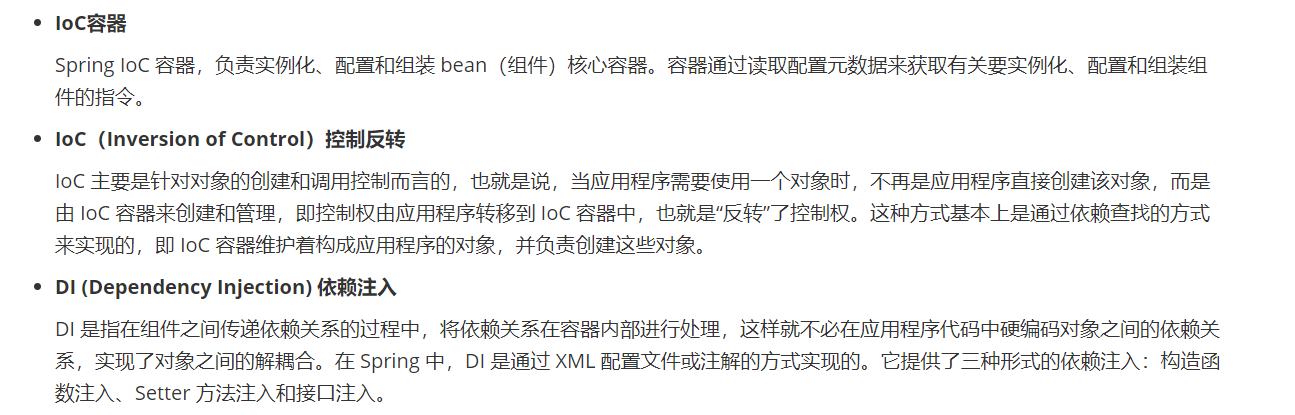 IoC容器
Spring IoC 容器，负责实例化、配置和组装 bean（组件）核心容器。容器通过读取配置元数据来获取有关要实例化、配置和组装组
件的指令。
IoC（Inversion of Control）控制反转
IoC 主要是针对对象的创建和调用控制而言的，也就是说，当应用程序需要使用一个对象时，不再是应用程序直接创建该对象，而是
由 IoC 容器来创建和管理，即控制权由应用程序转移到 IoC 容器中，也就是“反转”了控制权。这种方式基本上是通过依赖查找的方式
来实现的，即 IoC 容器维护着构成应用程序的对象，并负责创建这些对象。
DI (Dependency Injection) 依赖注入
DI 是指在组件之间传递依赖关系的过程中，将依赖关系在容器内部进行处理，这样就不必在应用程序代码中硬编码对象之间的依赖关
系，实现了对象之间的解耦合。在 Spring 中，DI 是通过 XML 配置文件或注解的方式实现的。它提供了三种形式的依赖注入：构造函
数注入、Setter 方法注入和接口注入。